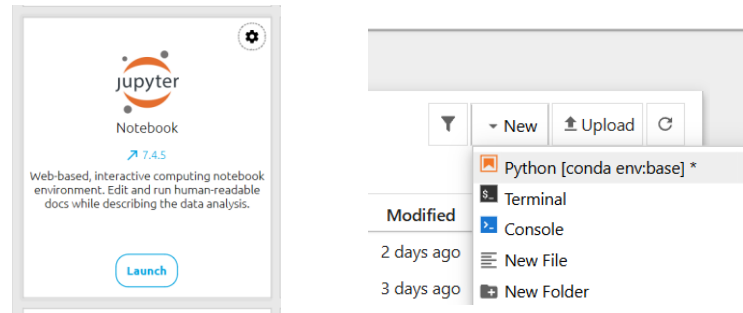 jupyter
Notebook
7.4.5
Web-based, interactive computing notebook
environment. Edit and run human-readable
docs while describing the data analysis.
Launch
New
Upload
Python [conda env:base] *
Terminal
Modified
Console
2 days ago
New File
3 days ago
New Folder